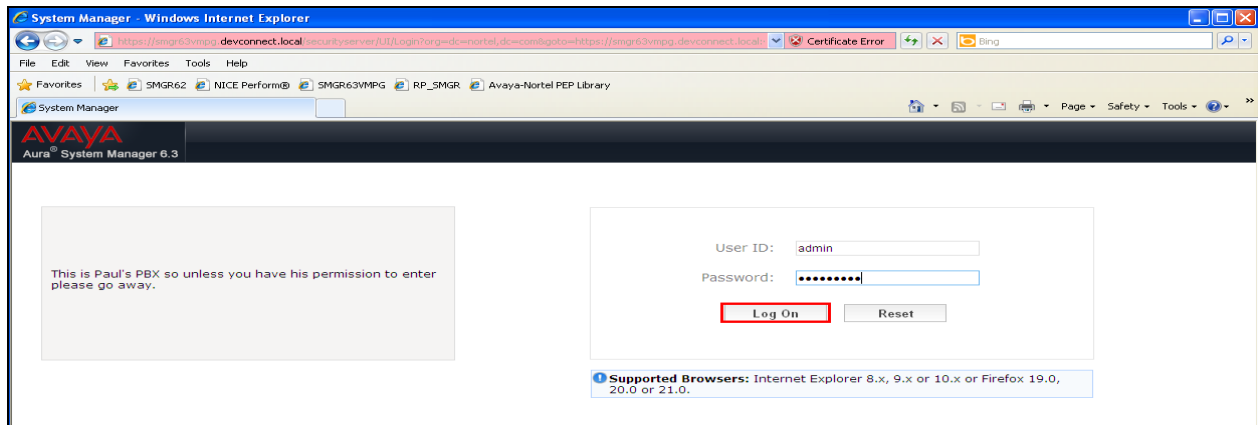 System Manager - Windows Internet Explorer
https://smgr63vmpg.devconnect.local/securityserver/UI/Login?org=dc=nortel,dc=com&goto=https://smgr63vmpg.devconnect.local: Certificate Error Bing
File Edit View Favorites Tools Help
Favorites SMGR62 NICE Perform® SMGR63VMPG RP_SMGR Avaya-Nortel PEP Library
System Manager Page Safety Tools
AVAYA
Aura® System Manager 6.3
This is Paul's PBX so unless you have his permission to enter
please go away.
User ID: admin
Password: •••••••••
Log On Reset
Supported Browsers: Internet Explorer 8.x, 9.x or 10.x or Firefox 19.0,
20.0 or 21.0.